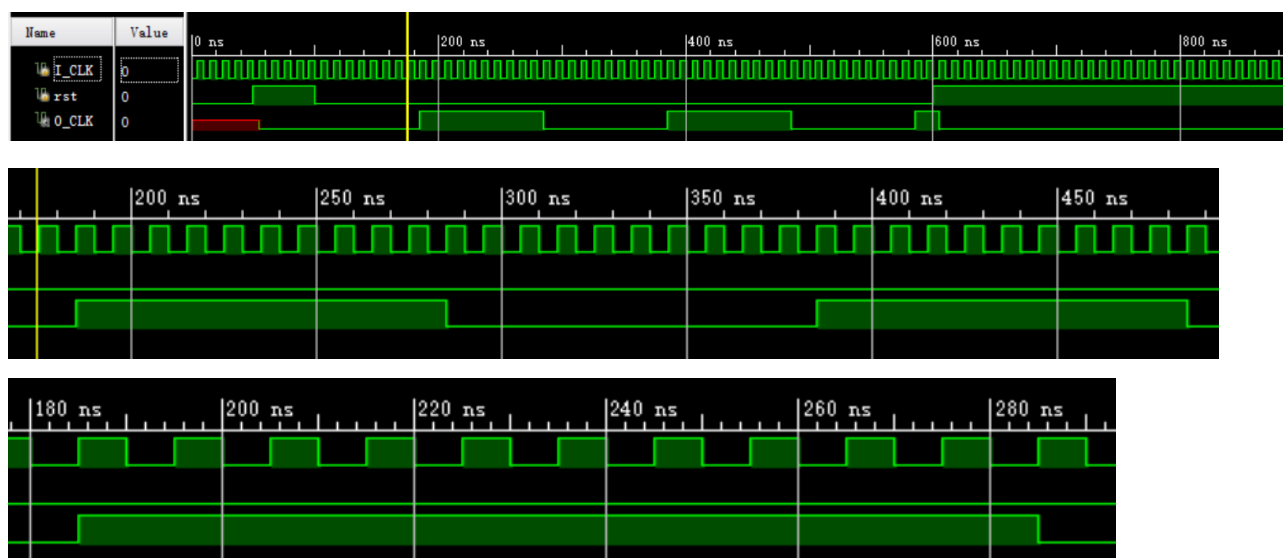 Name Value
0 ns 200 ns 400 ns 600 ns 800 ns
I_CLK 0
rst 0
O_CLK 0
200 ns 250 ns 300 ns 350 ns 400 ns 450 ns
180 ns 200 ns 220 ns 240 ns 260 ns 280 ns